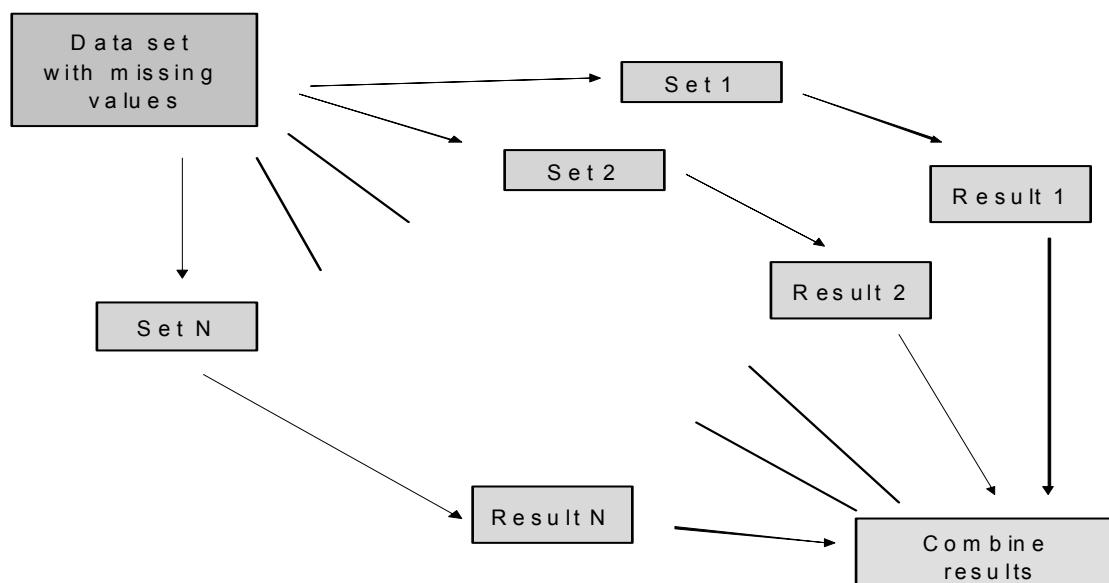 Data set
with missing
values
Set 1
Set 2
Result 1
Result 2
Set N
Result N
Combine
results